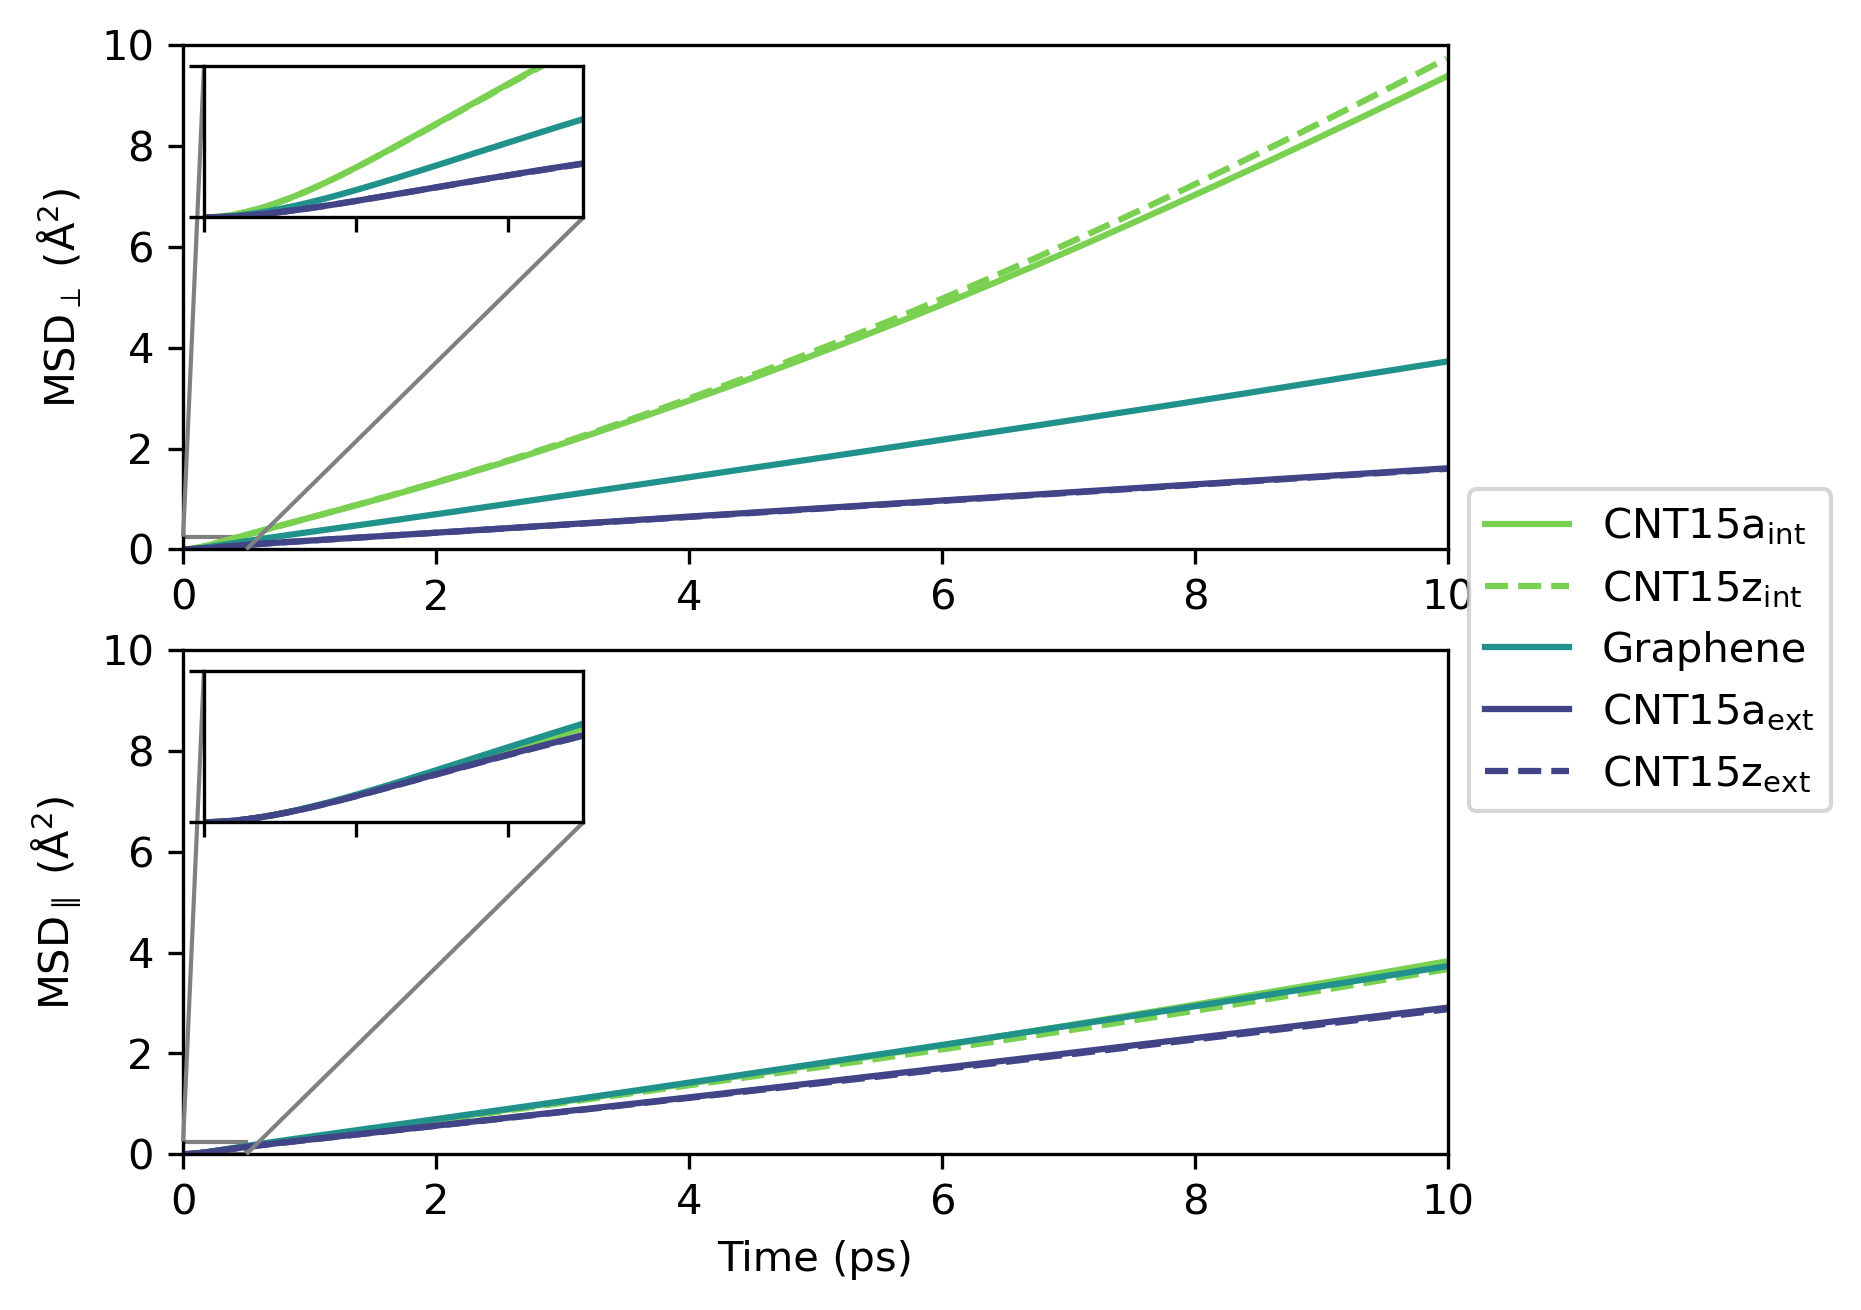 10
8
6
4
2
0
MSD⊥ (Å²)
0 2 4 6 8 10
CNT15a_int
CNT15z_int
Graphene
CNT15a_ext
CNT15z_ext
10
8
6
4
2
0
MSD∥ (Å²)
0 2 4 6 8 10
Time (ps)